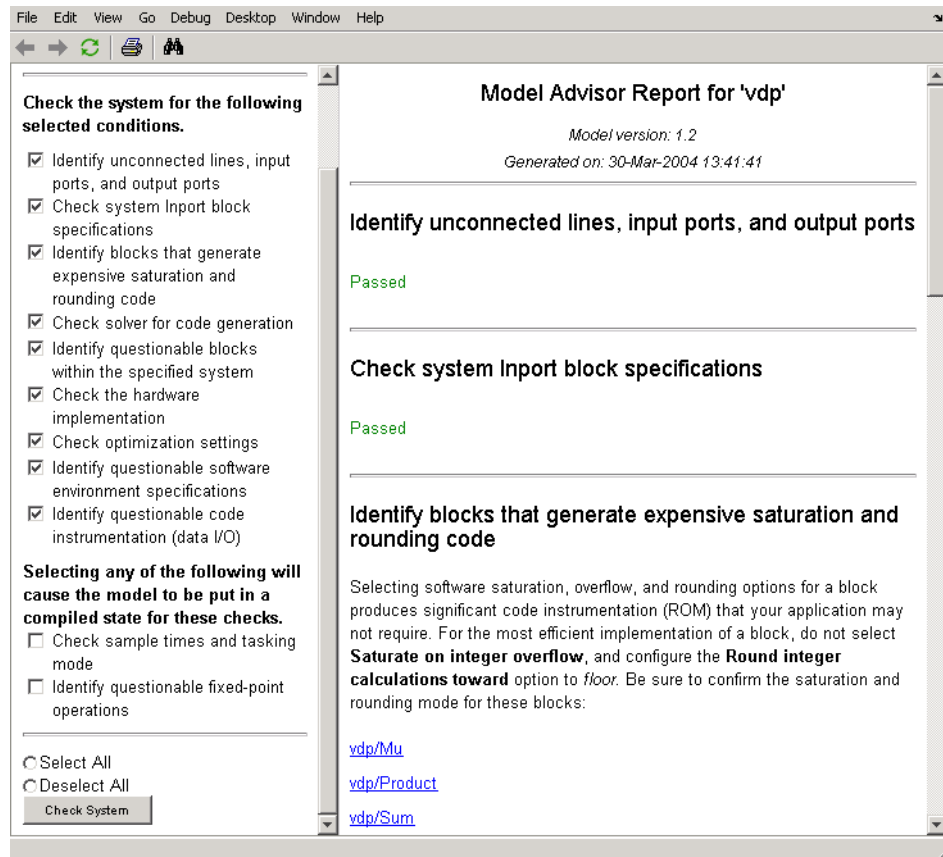 File Edit View Go Debug Desktop Window Help
Check the system for the following
selected conditions.
Identify unconnected lines, input
ports, and output ports
Check system Inport block
specifications
Identify blocks that generate
expensive saturation and
rounding code
Check solver for code generation
Identify questionable blocks
within the specified system
Check the hardware
implementation
Check optimization settings
Identify questionable software
environment specifications
Identify questionable code
instrumentation (data I/O)
Selecting any of the following will
cause the model to be put in a
compiled state for these checks.
Check sample times and tasking
mode
Identify questionable fixed-point
operations
Select All
Deselect All
Check System
Model Advisor Report for 'vdp'
Model version: 1.2
Generated on: 30-Mar-2004 13:41:41
Identify unconnected lines, input ports, and output ports
Passed
Check system Inport block specifications
Passed
Identify blocks that generate expensive saturation and
rounding code
Selecting software saturation, overflow, and rounding options for a block
produces significant code instrumentation (ROM) that your application may
not require. For the most efficient implementation of a block, do not select
Saturate on integer overflow, and configure the Round integer
calculations toward option to floor. Be sure to confirm the saturation and
rounding mode for these blocks:
vdp/Mu
vdp/Product
vdp/Sum